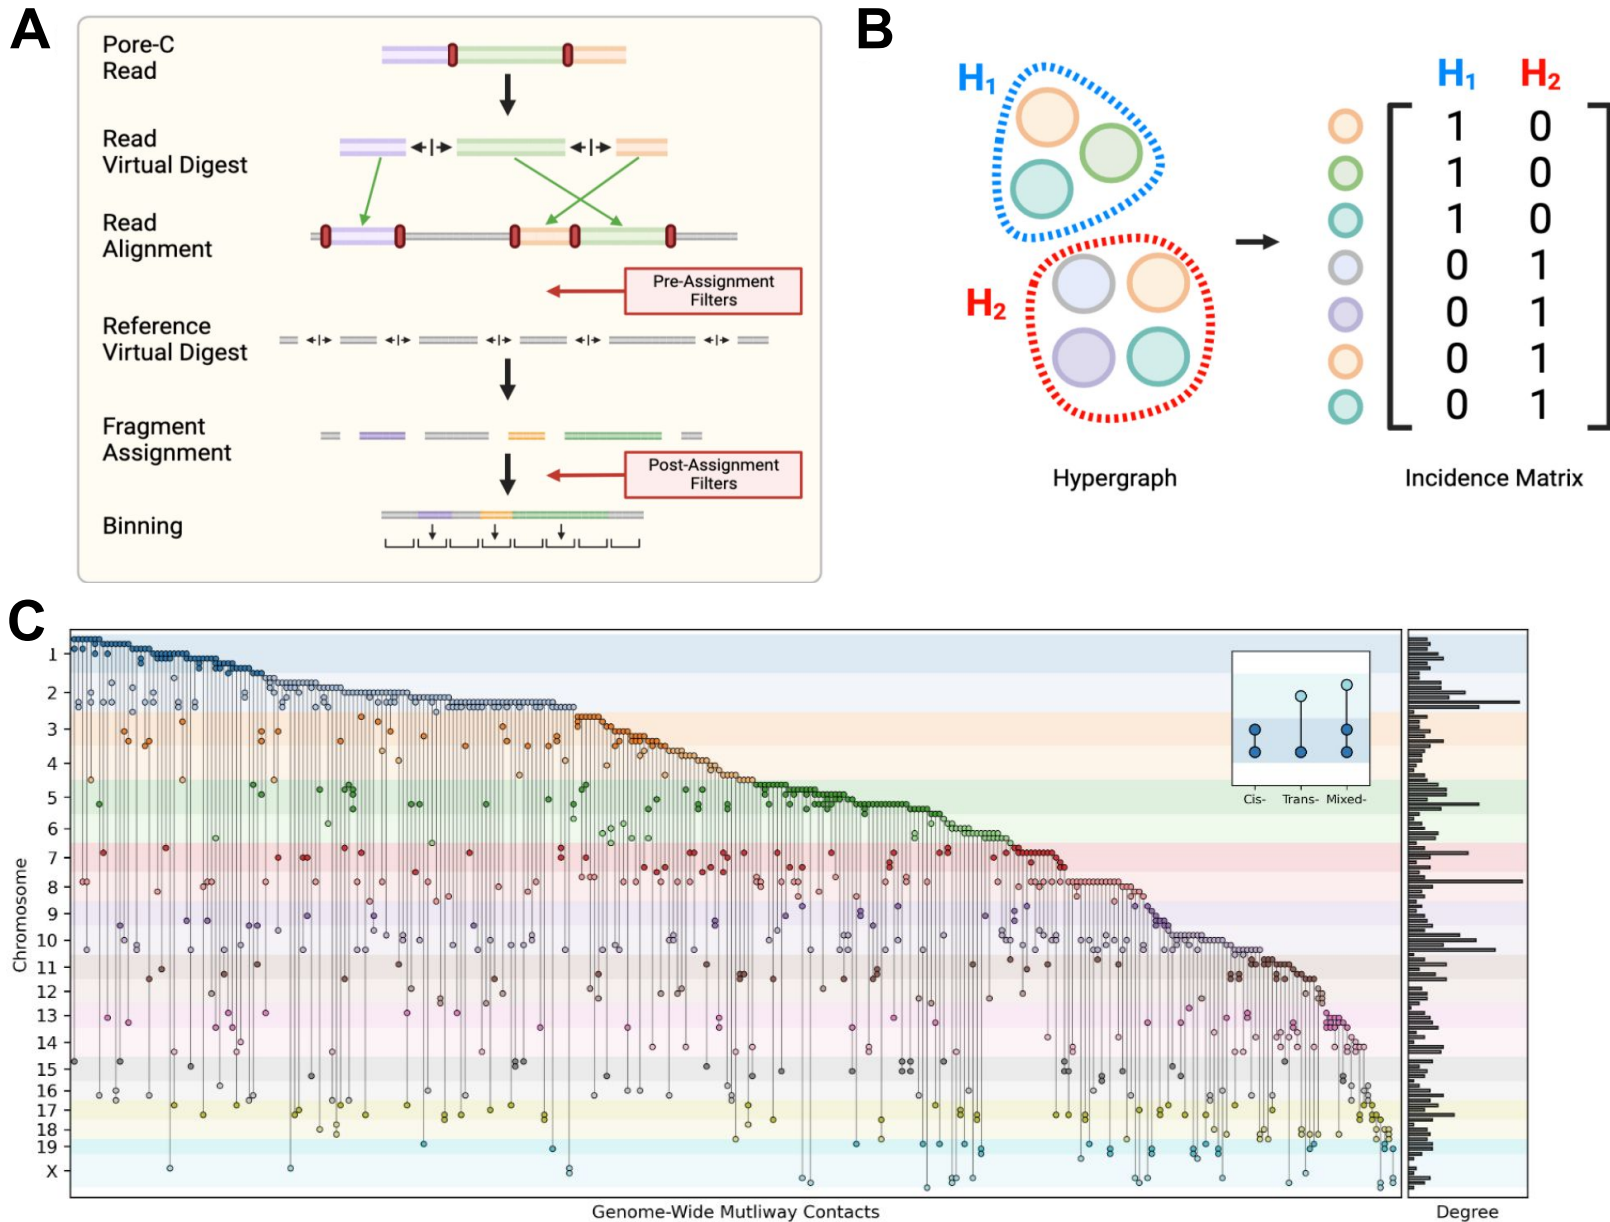 A
Pore-C
Read
Read
Virtual Digest
Read
Alignment
Pre-Assignment
Filters
Reference
Virtual Digest
Fragment
Assignment
Post-Assignment
Filters
Binning
B
H1
H2
Hypergraph
H1 H2
1 0
1 0
1 0
0 1
0 1
0 1
0 1
Incidence Matrix
C
Chromosome
1
2
3
4
5
6
7
8
9
10
11
12
13
14
15
16
17
18
19
X
Cis- Trans- Mixed-
Genome-Wide Mutliway Contacts
Degree